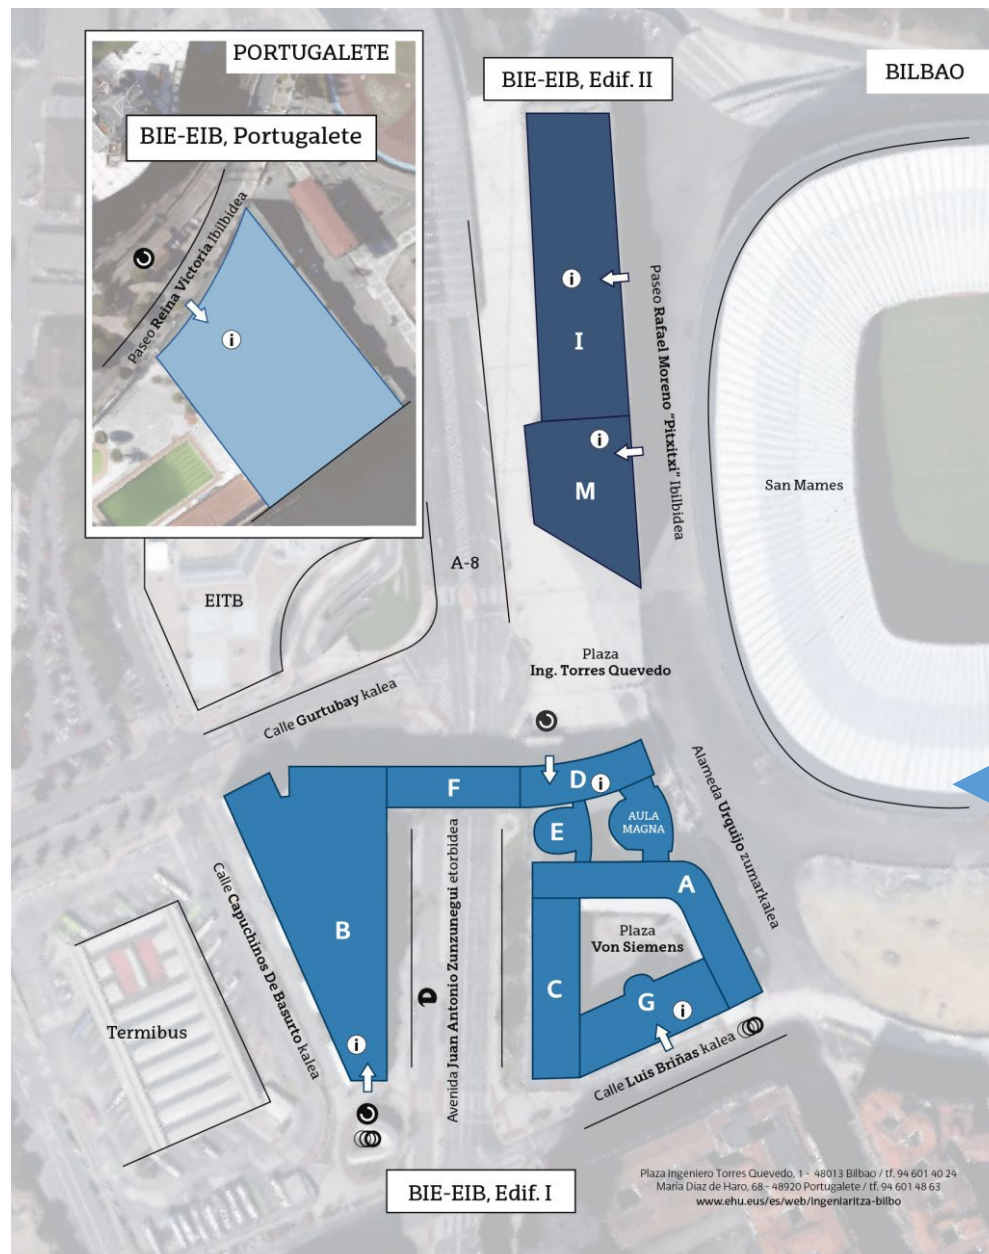 PORTUGALETE
BIE-EIB, Portugalete
Paseo Reina Victoria Ibilbidea
i
BIE-EIB, Edif. II
BILBAO
i
I
i
M
Paseo Rafael Moreno "Pitxitxi" Ibilbidea
San Mames
A-8
EITB
Calle Gurtubay kalea
Plaza
Ing. Torres Quevedo
Alameda Urquijo zumarkalea
F
D
i
E
AULA
MAGNA
A
B
C
Plaza
Von Siemens
G
i
i
Calle Capuchinos De Basurto kalea
Avenida Juan Antonio Zunzunegui etorbidea
Termibus
Calle Luis Briñas kalea
BIE-EIB, Edif. I
Plaza Ingeniero Torres Quevedo, 1 - 48013 Bilbao / tf. 94 601 40 24
María Díaz de Haro, 68 - 48920 Portugalete / tf. 94 601 48 63
www.ehu.eus/es/web/ingeniaritza-bilbo